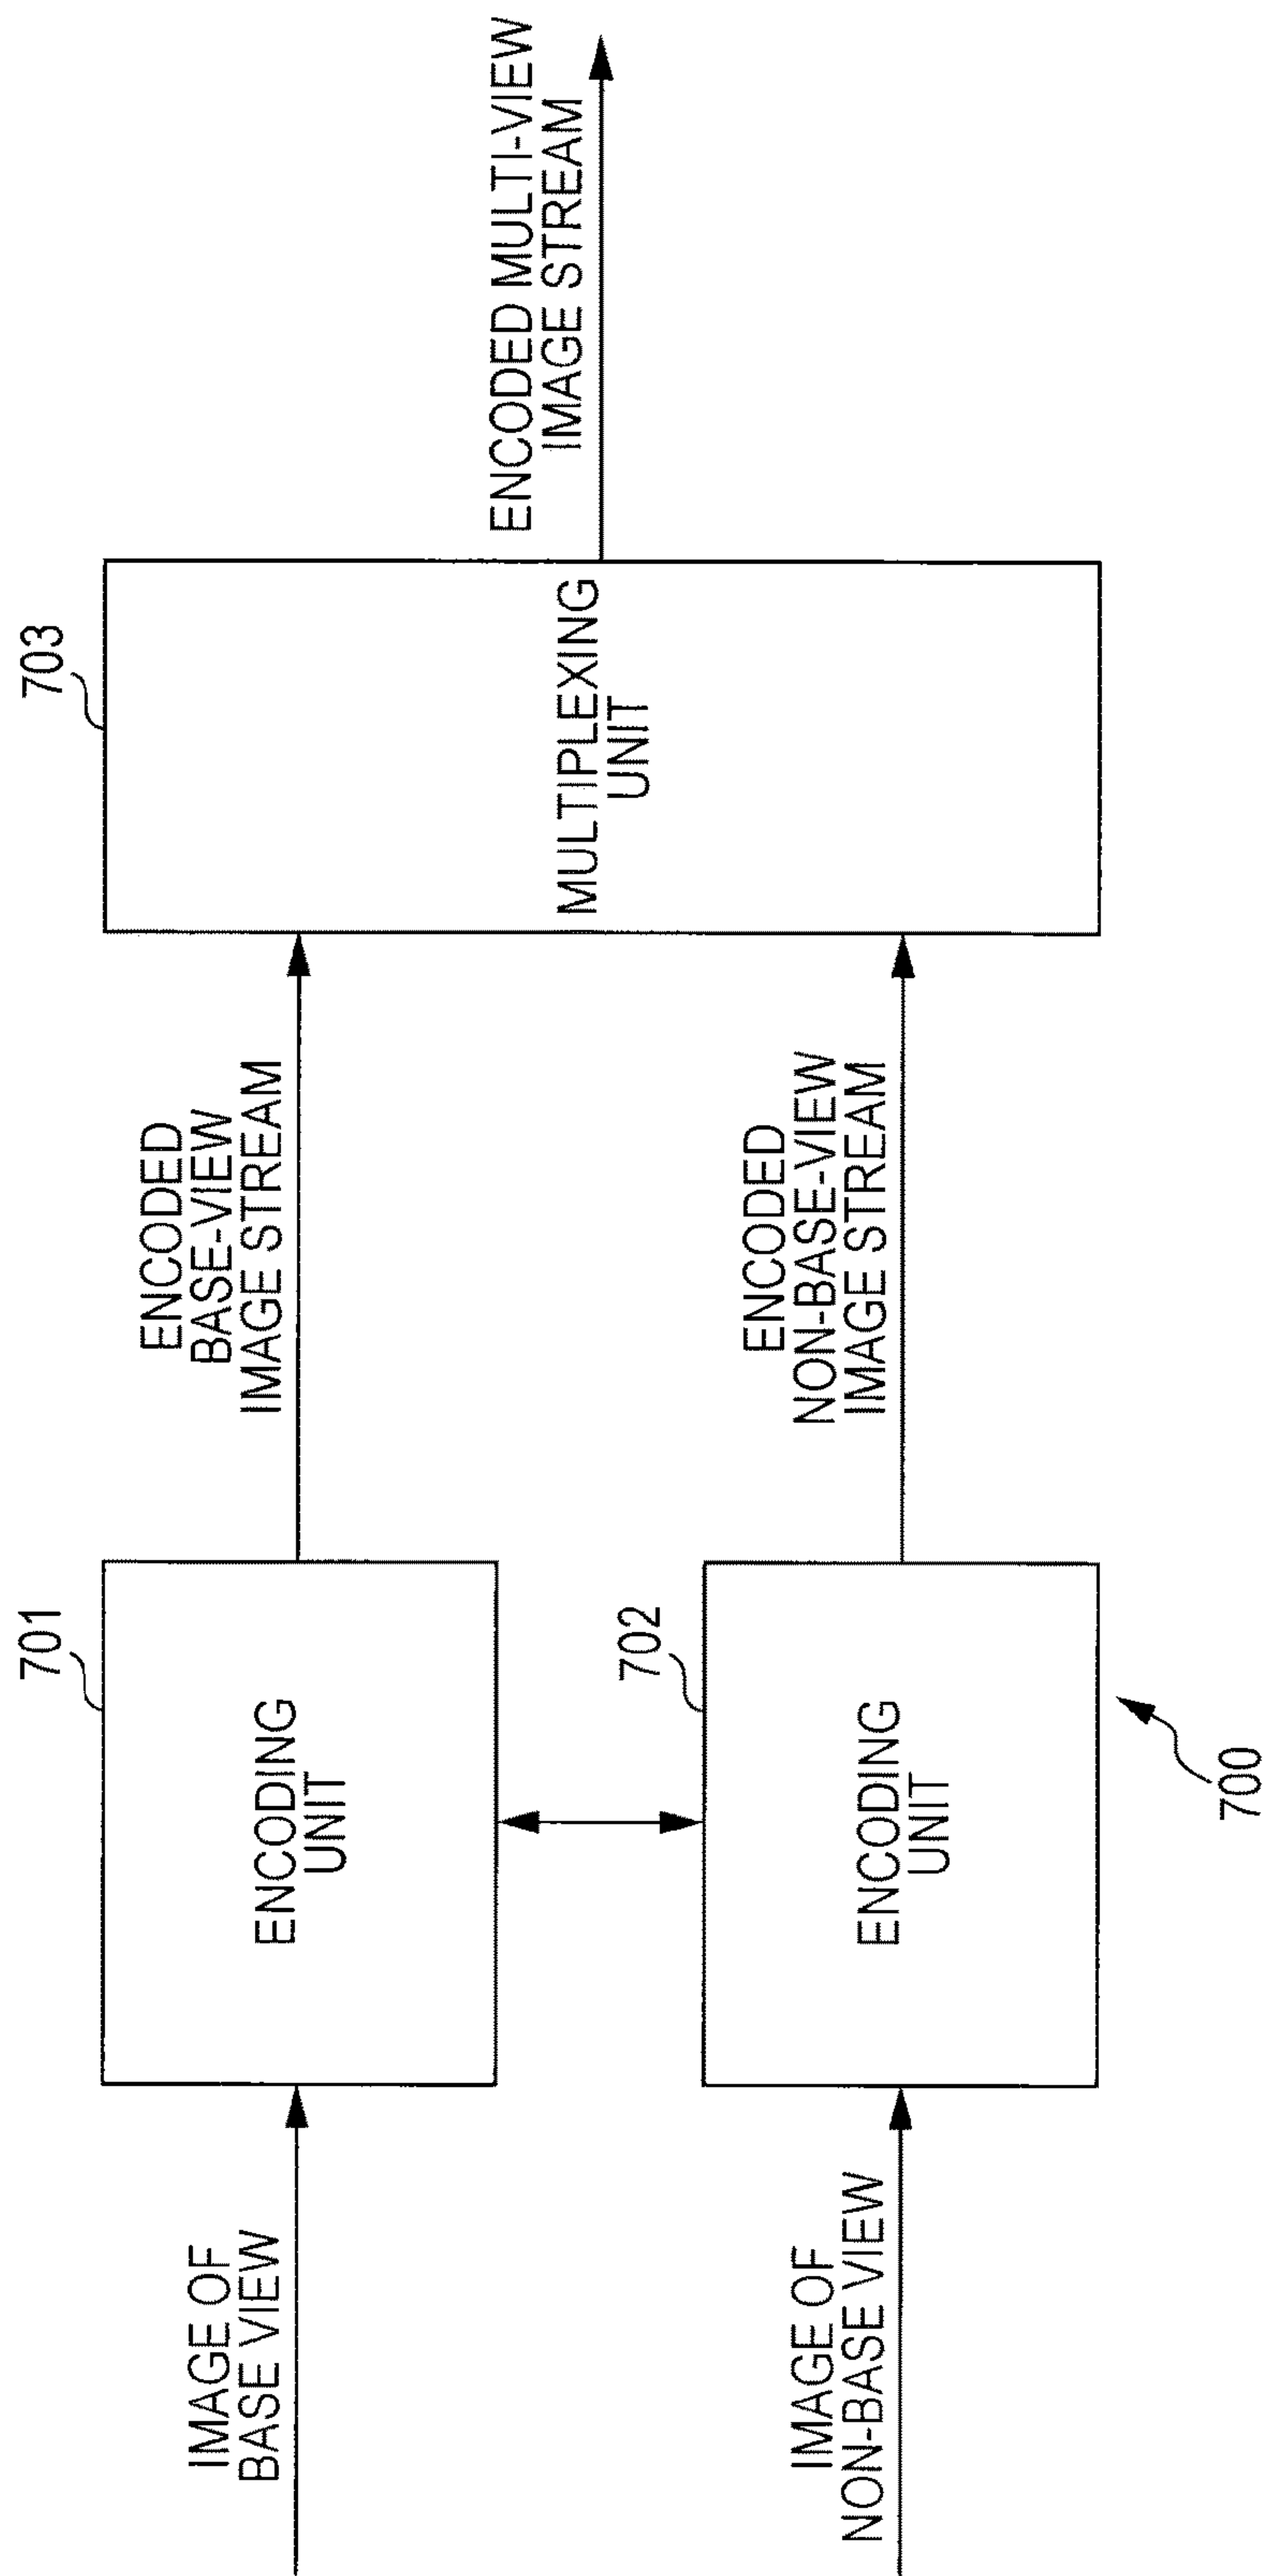 IMAGE OF
BASE VIEW
701
ENCODING
UNIT
ENCODED
BASE-VIEW
IMAGE STREAM
703
MULTIPLEXING
UNIT
ENCODED MULTI-VIEW
IMAGE STREAM
IMAGE OF
NON-BASE VIEW
702
ENCODING
UNIT
ENCODED
NON-BASE-VIEW
IMAGE STREAM
700